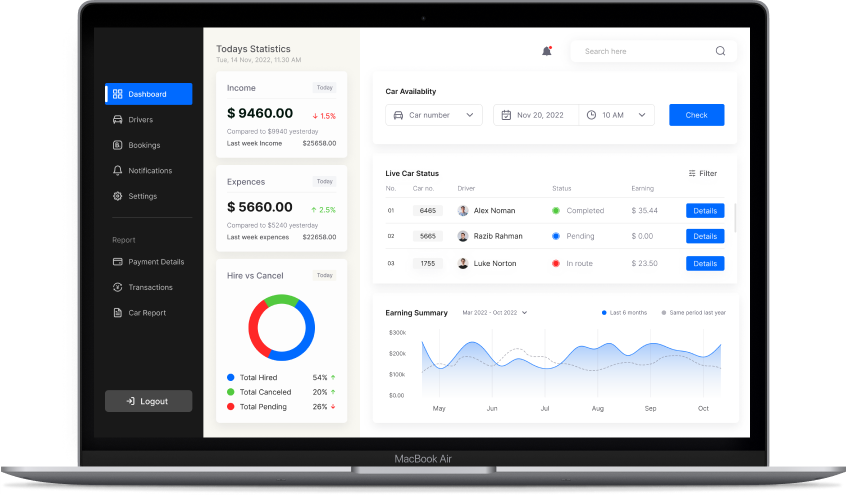 Dashboard
Drivers
Bookings
Notifications
Settings
Report
Payment Details
Transactions
Car Report
Logout
Todays Statistics
Tue, 14 Nov, 2022, 11.30 AM
Income
Today
$ 9460.00
1.5%
Compared to $9940 yesterday
Last week Income $25658.00
Expences
Today
$ 5660.00
2.5%
Compared to $5240 yesterday
Last week expences $22658.00
Hire vs Cancel
Today
Total Hired 54%
Total Canceled 20%
Total Pending 26%
Search here
Car Availablity
Car number
Nov 20, 2022
10 AM
Check
Live Car Status
Filter
No. Car no. Driver Status Earning
01 6465 Alex Noman Completed $ 35.44 Details
02 5665 Razib Rahman Pending $ 0.00 Details
03 1755 Luke Norton In route $ 23.50 Details
Earning Summary
Mar 2022 - Oct 2022
Last 6 months
Same period last year
$300k
$200k
$100k
$0.00
May Jun Jul Aug Sep Oct
MacBook Air